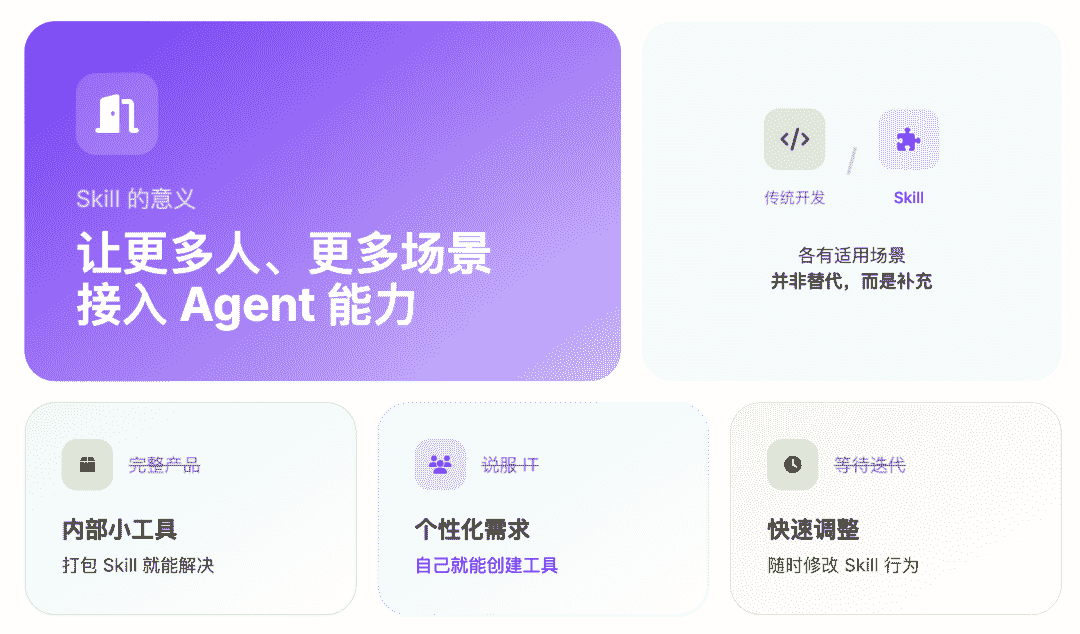 Skill 的意义
让更多人、更多场景
接入 Agent 能力
传统开发
/
Skill
各有适用场景
并非替代，而是补充
完整产品
内部小工具
打包 Skill 就能解决
说服 IT
个性化需求
自己就能创建工具
等待迭代
快速调整
随时修改 Skill 行为